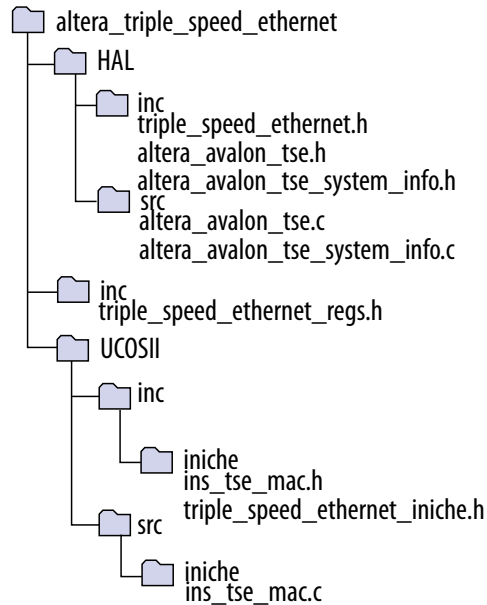 altera_triple_speed_ethernet
HAL
inc
triple_speed_ethernet.h
altera_avalon_tse.h
altera_avalon_tse_system_info.h
src
altera_avalon_tse.c
altera_avalon_tse_system_info.c
inc
triple_speed_ethernet_regs.h
UCOSII
inc
iniche
ins_tse_mac.h
triple_speed_ethernet_iniche.h
src
iniche
ins_tse_mac.c